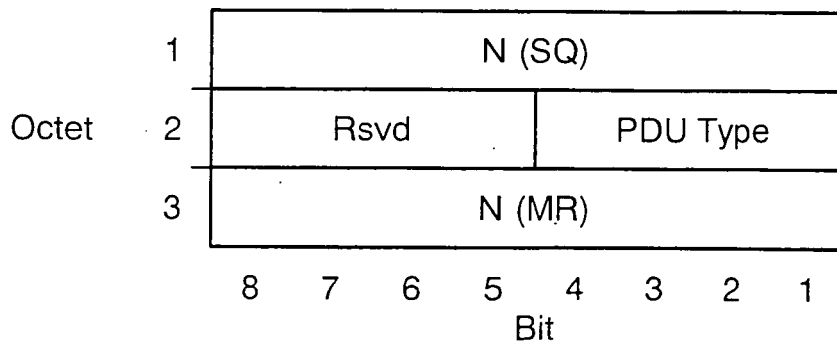 1 N (SQ)
Octet 2 Rsvd PDU Type
3 N (MR)
8 7 6 5 4 3 2 1
Bit